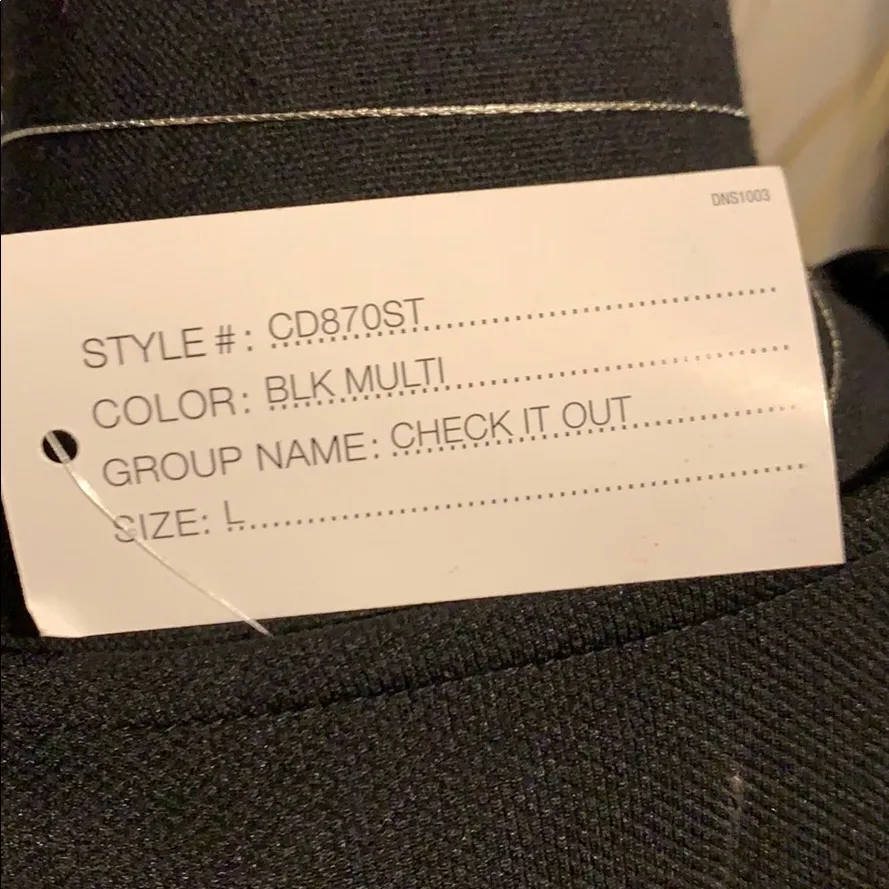 DNS1003
STYLE #: CD870ST
COLOR: BLK MULTI
GROUP NAME: CHECK IT OUT
SIZE: L